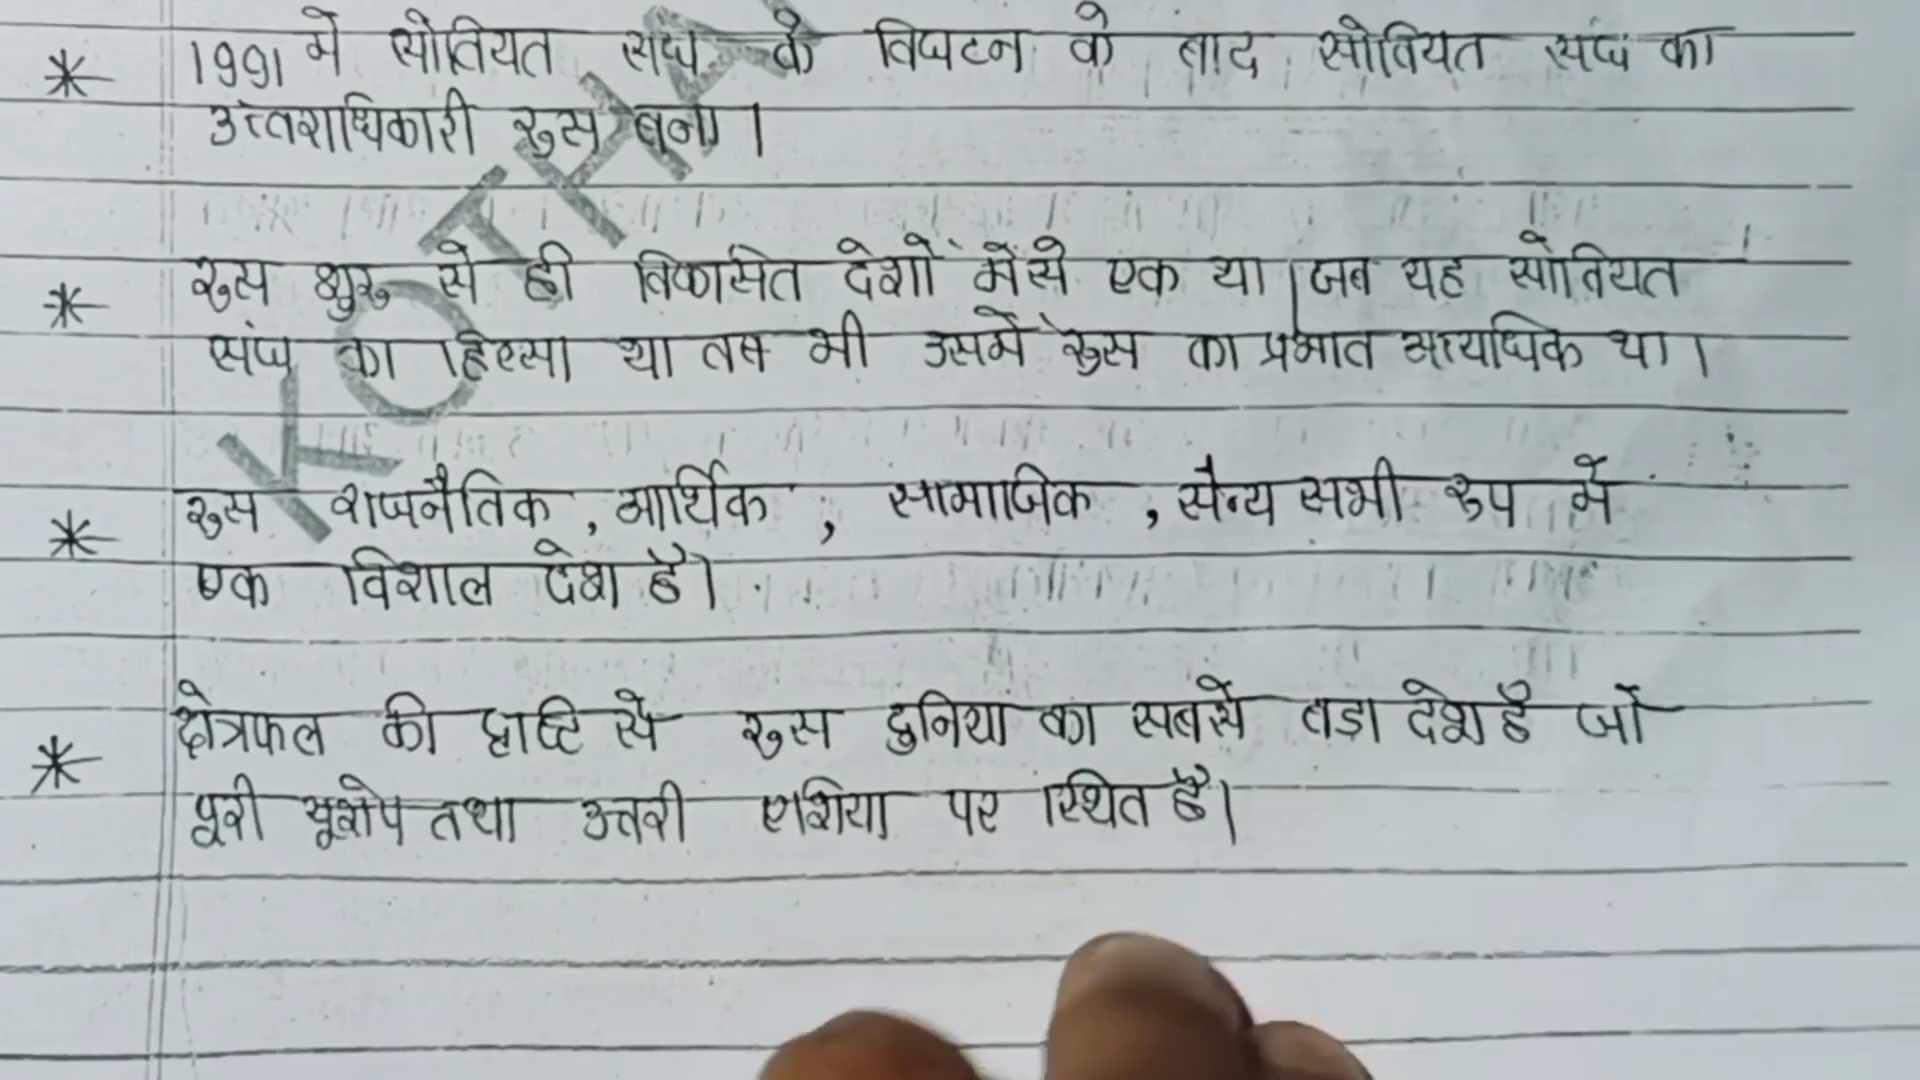 * 1991 में सोवियत संघ के विघटन के बाद सोवियत संघ का
उत्तराधिकारी रुस बना।
* रुस शुरु से ही विकसित देशों में से एक था। जब यह सोवियत
संघ का हिस्सा था तब भी उसमें रुस का प्रभाव अत्यधिक था।
* रुस राजनैतिक, आर्थिक, सामाजिक, सैन्य सभी रुप में
एक विशाल देश है।
* क्षेत्रफल की दृष्टि से रुस दुनिया का सबसे बड़ा देश है जो
पूरी यूरोप तथा उत्तरी एशिया पर स्थित है।
KOTHA